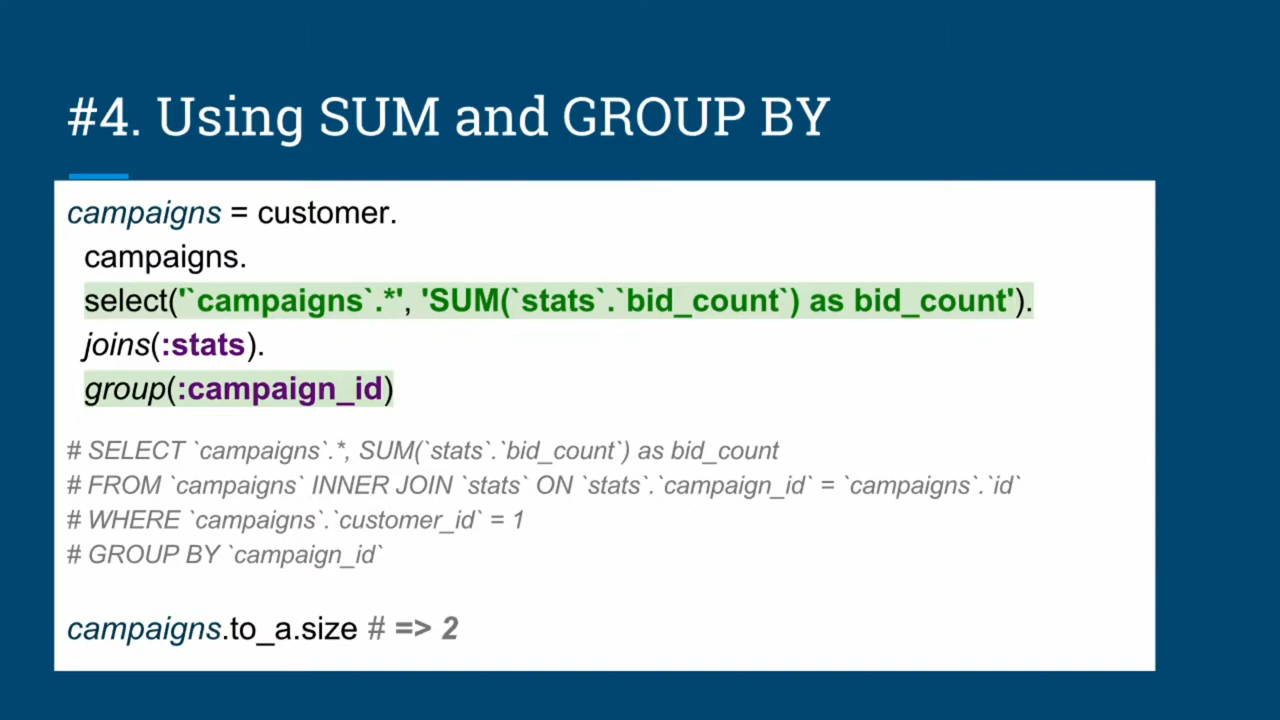 #4. Using SUM and GROUP BY
campaigns = customer.
campaigns.
select('`campaigns`.*', 'SUM(`stats`.`bid_count`) as bid_count').
joins(:stats).
group(:campaign_id)
# SELECT `campaigns`.*, SUM(`stats`.`bid_count`) as bid_count
# FROM `campaigns` INNER JOIN `stats` ON `stats`.`campaign_id` = `campaigns`.`id`
# WHERE `campaigns`.`customer_id` = 1
# GROUP BY `campaign_id`
campaigns.to_a.size # => 2